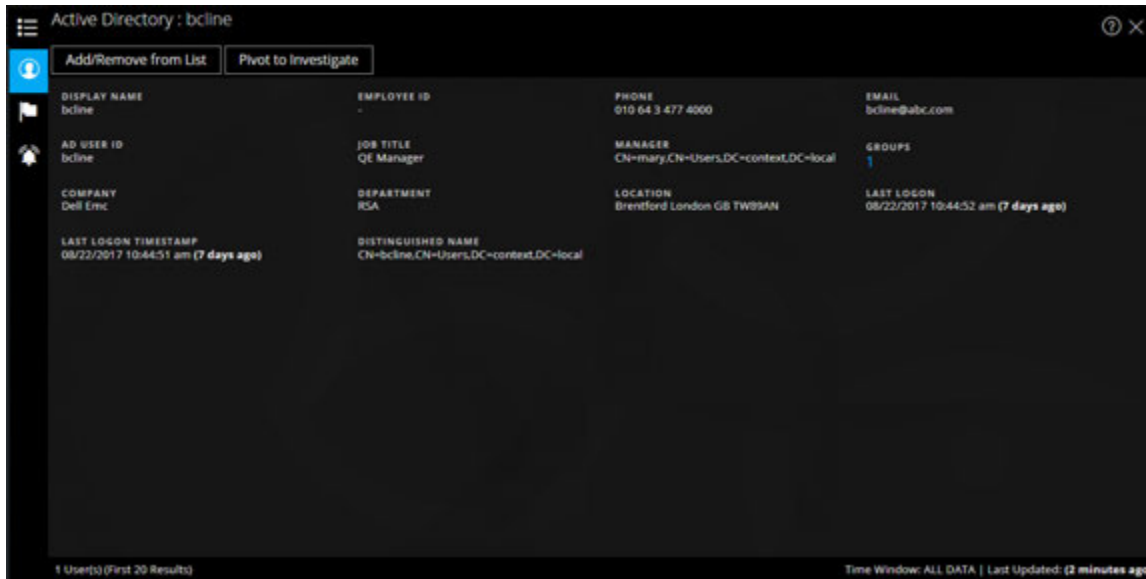 Active Directory : bcline
Add/Remove from List Pivot to Investigate
DISPLAY NAME EMPLOYEE ID PHONE EMAIL
bcline - 010 64 3 477 4000 bcline@abc.com
AD USER ID JOB TITLE MANAGER GROUPS
bcline QE Manager CN=mary,CN=Users,DC=context,DC=local 1
COMPANY DEPARTMENT LOCATION LAST LOGON
Dell Emc RSA Brentford London GB TW89AN 08/22/2017 10:44:52 am (7 days ago)
LAST LOGON TIMESTAMP DISTINGUISHED NAME
08/22/2017 10:44:51 am (7 days ago) CN=bcline,CN=Users,DC=context,DC=local
1 User(s) (First 20 Results) Time Window: ALL DATA | Last Updated: (2 minutes ago